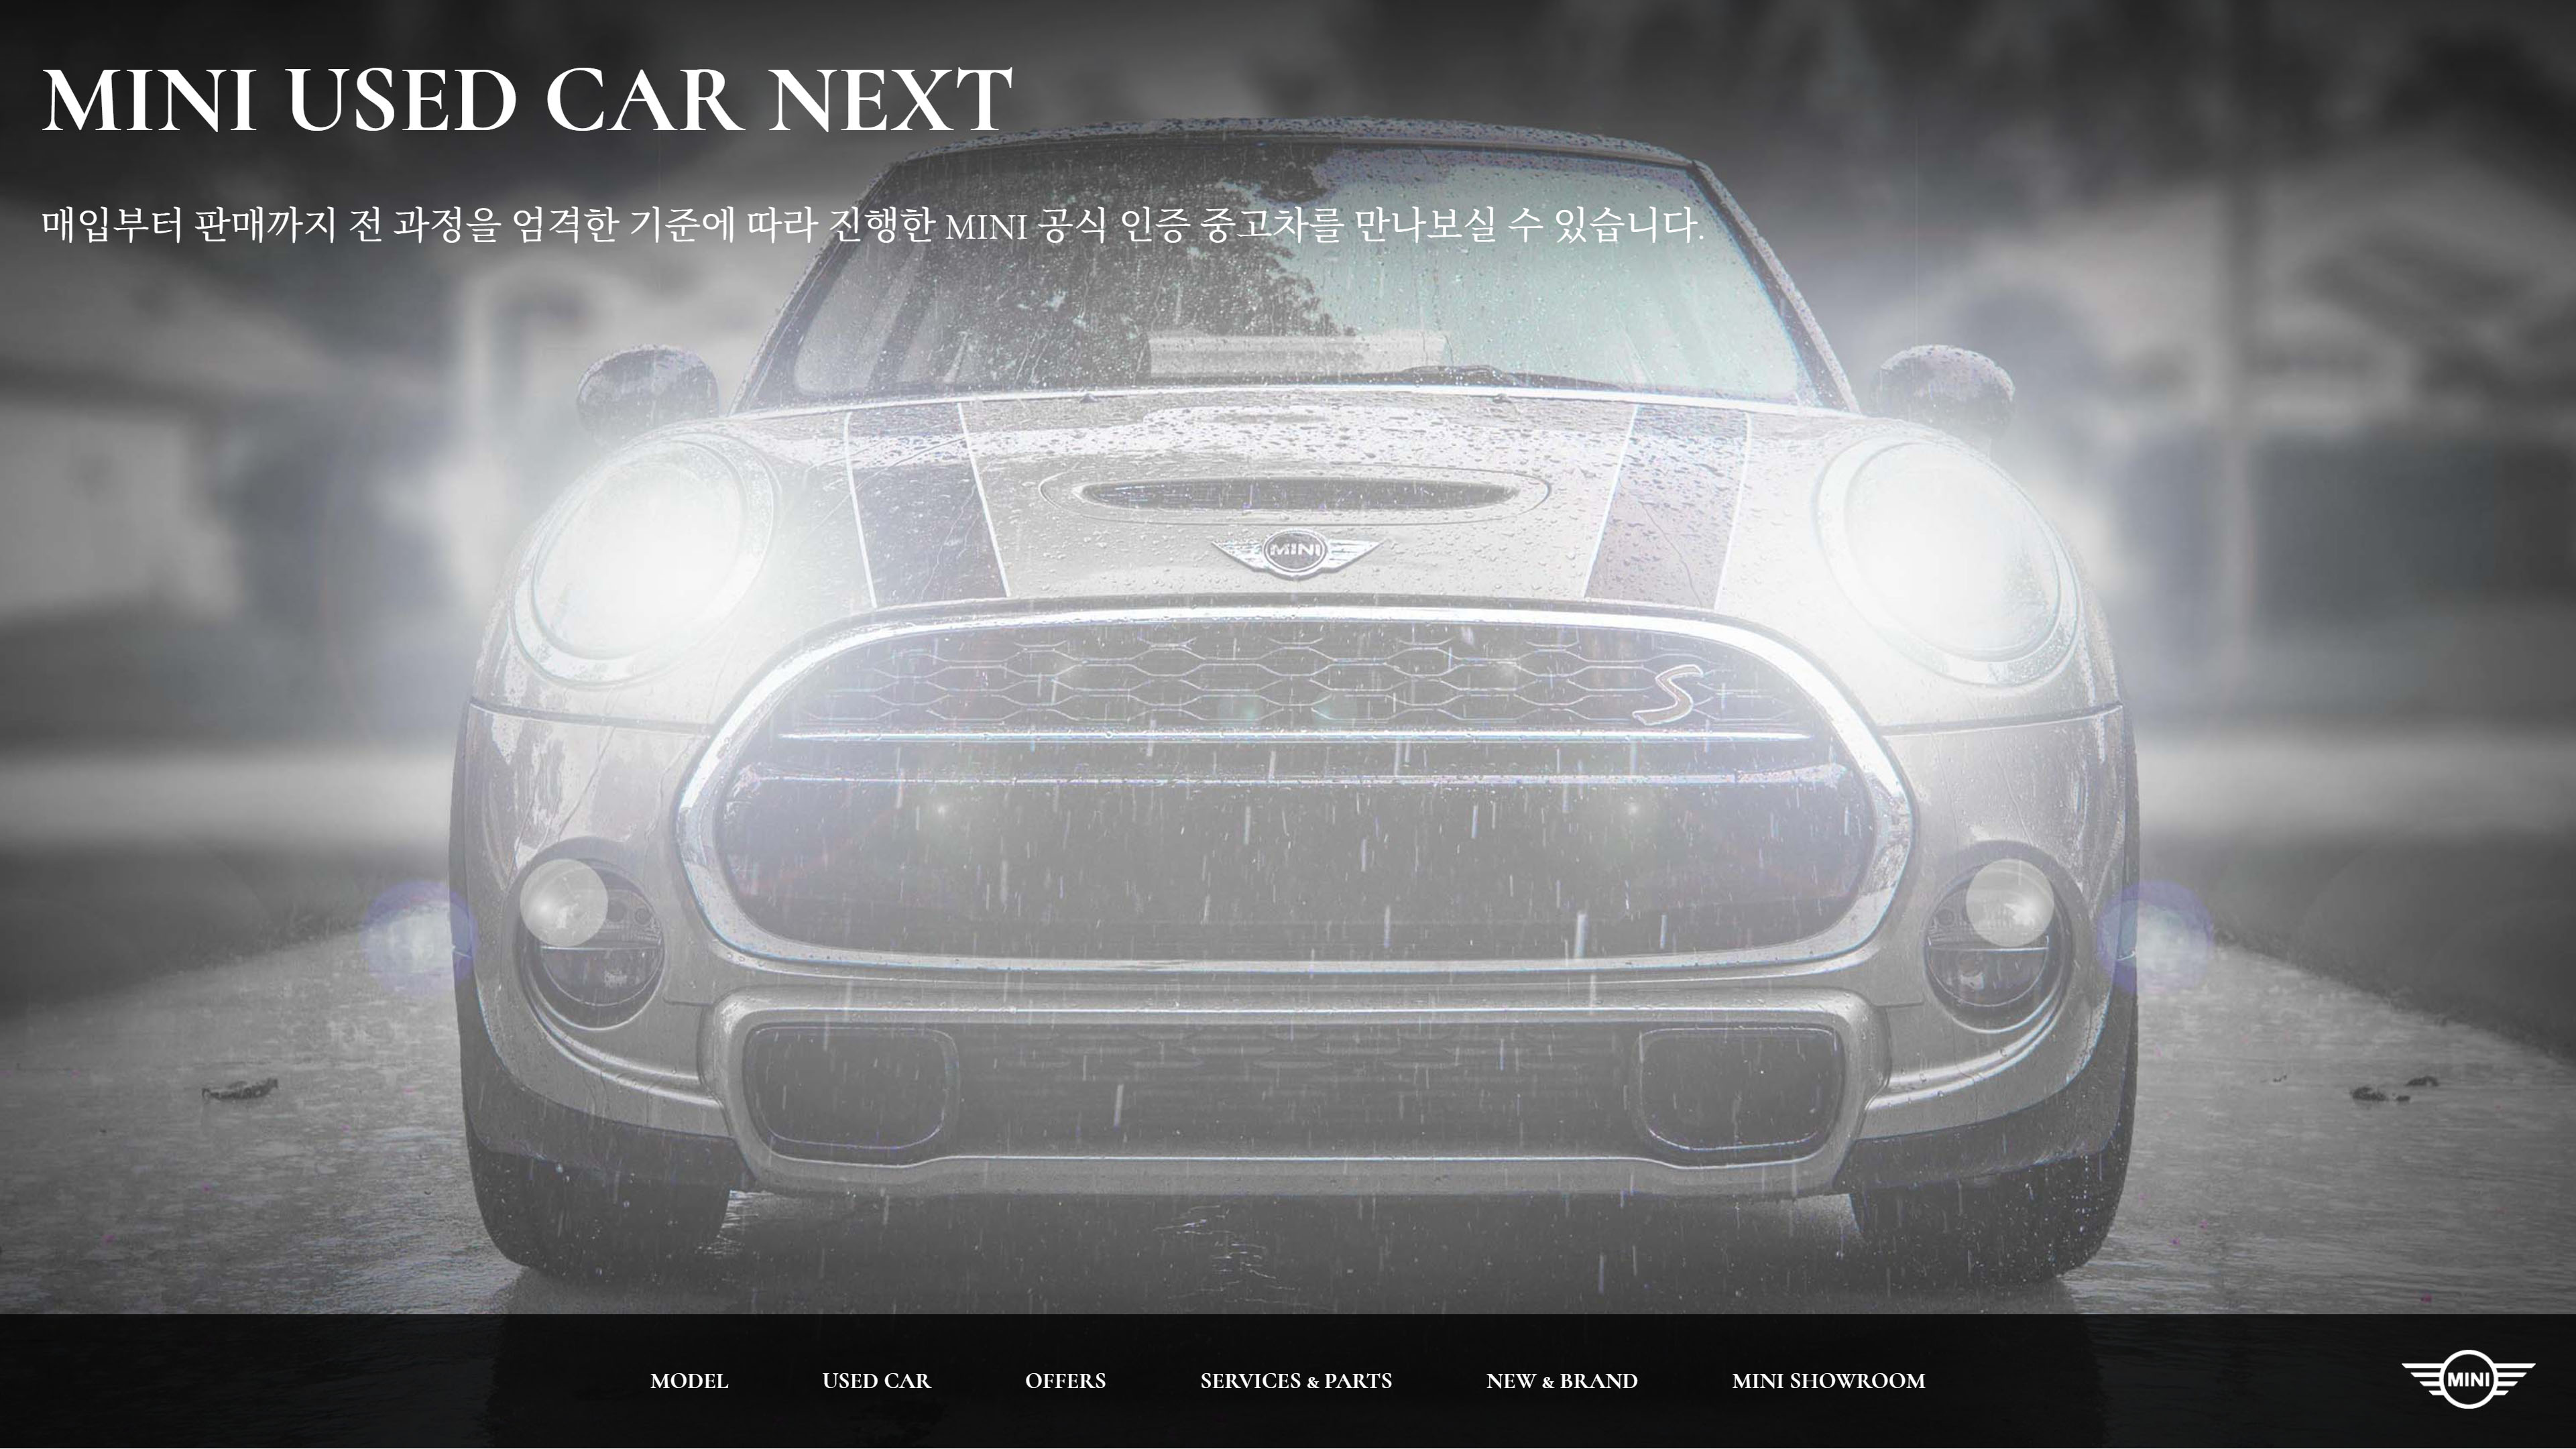 MINI USED CAR NEXT
매입부터 판매까지 전 과정을 엄격한 기준에 따라 진행한 MINI 공식 인증 중고차를 만나보실 수 있습니다.
MINI
S
MODEL USED CAR OFFERS SERVICES & PARTS NEW & BRAND MINI SHOWROOM
MINI